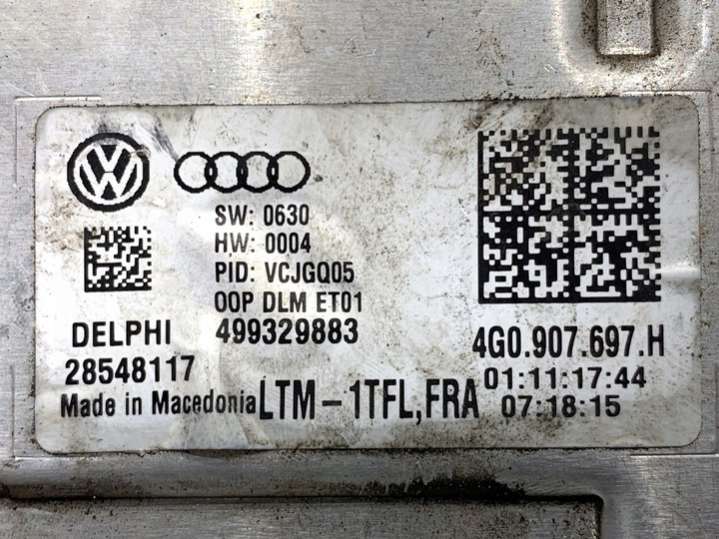 SW: 0630
HW: 0004
PID: VCJGQ05
OOP DLM ET01
DELPHI 499329883
28548117
Made in Macedonia LTM-1TFL,FRA
4G0.907.697.H
01:11:17:44
07:18:15